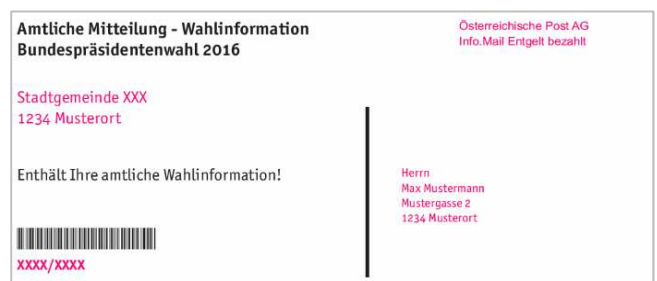 Amtliche Mitteilung - Wahlinformation
Bundespräsidentenwahl 2016
Österreichische Post AG
Info.Mail Entgelt bezahlt
Stadtgemeinde XXX
1234 Musterort
Enthält Ihre amtliche Wahlinformation!
Herrn
Max Mustermann
Mustergasse 2
1234 Musterort
XXXX/XXXX